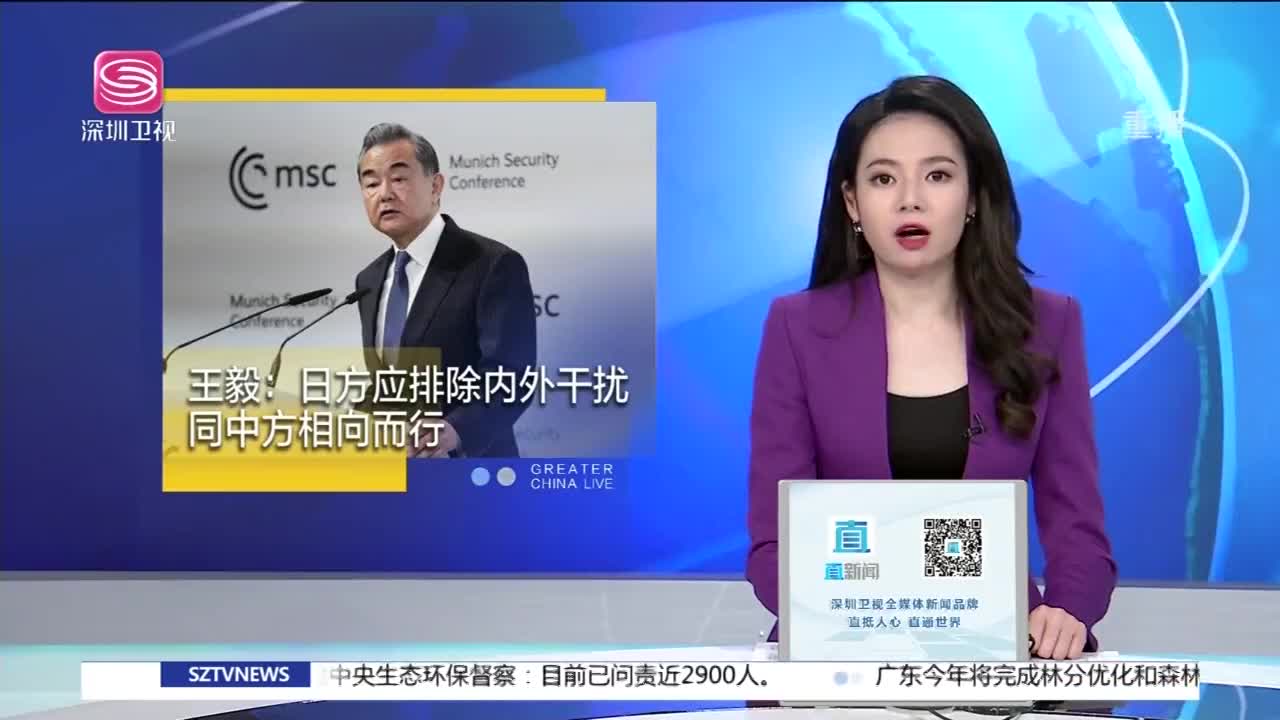 深圳卫视
重播
msc
Munich Security
Conference
Munich Security
Conference
sc
王毅：日方应排除内外干扰
同中方相向而行
GREATER
CHINA LIVE
直
直新闻
深圳卫视全媒体新闻品牌
直抵人心 直通世界
SZTVNEWS
中央生态环保督察：目前已问责近2900人。
广东今年将完成林分优化和森林